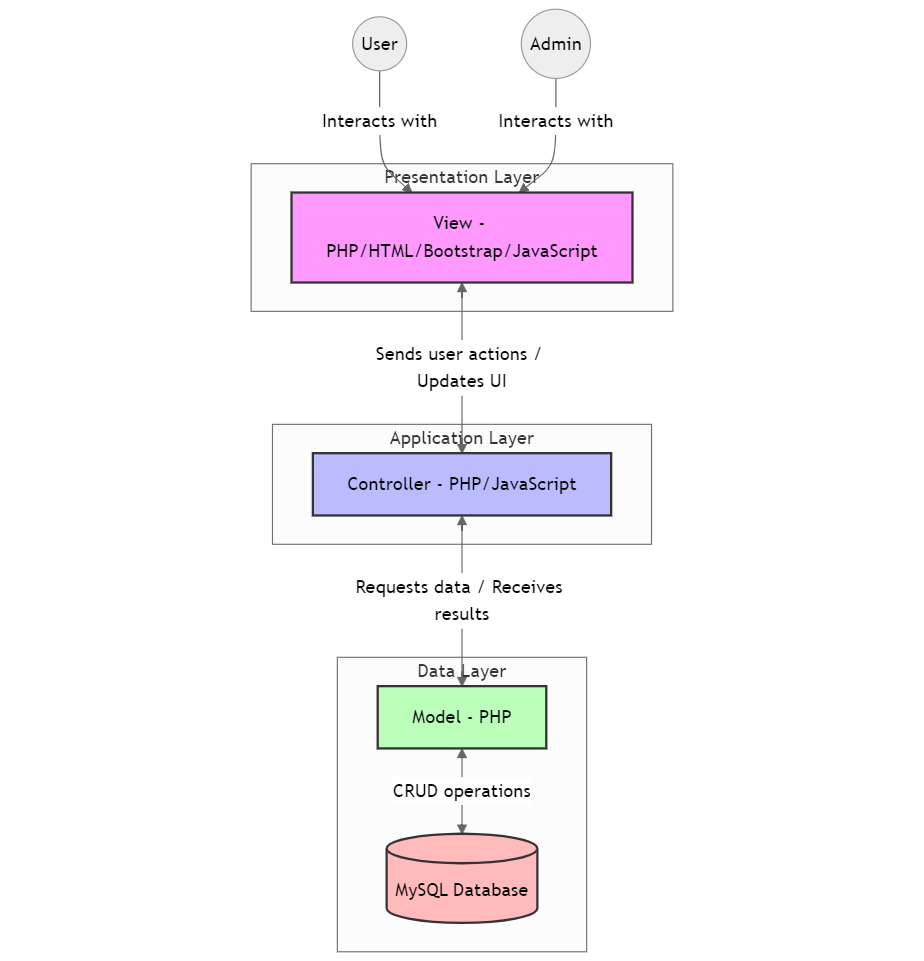 User
Admin
Interacts with
Interacts with
Presentation Layer
View -
PHP/HTML/Bootstrap/JavaScript
Sends user actions /
Updates UI
Application Layer
Controller - PHP/JavaScript
Requests data / Receives
results
Data Layer
Model - PHP
CRUD operations
MySQL Database